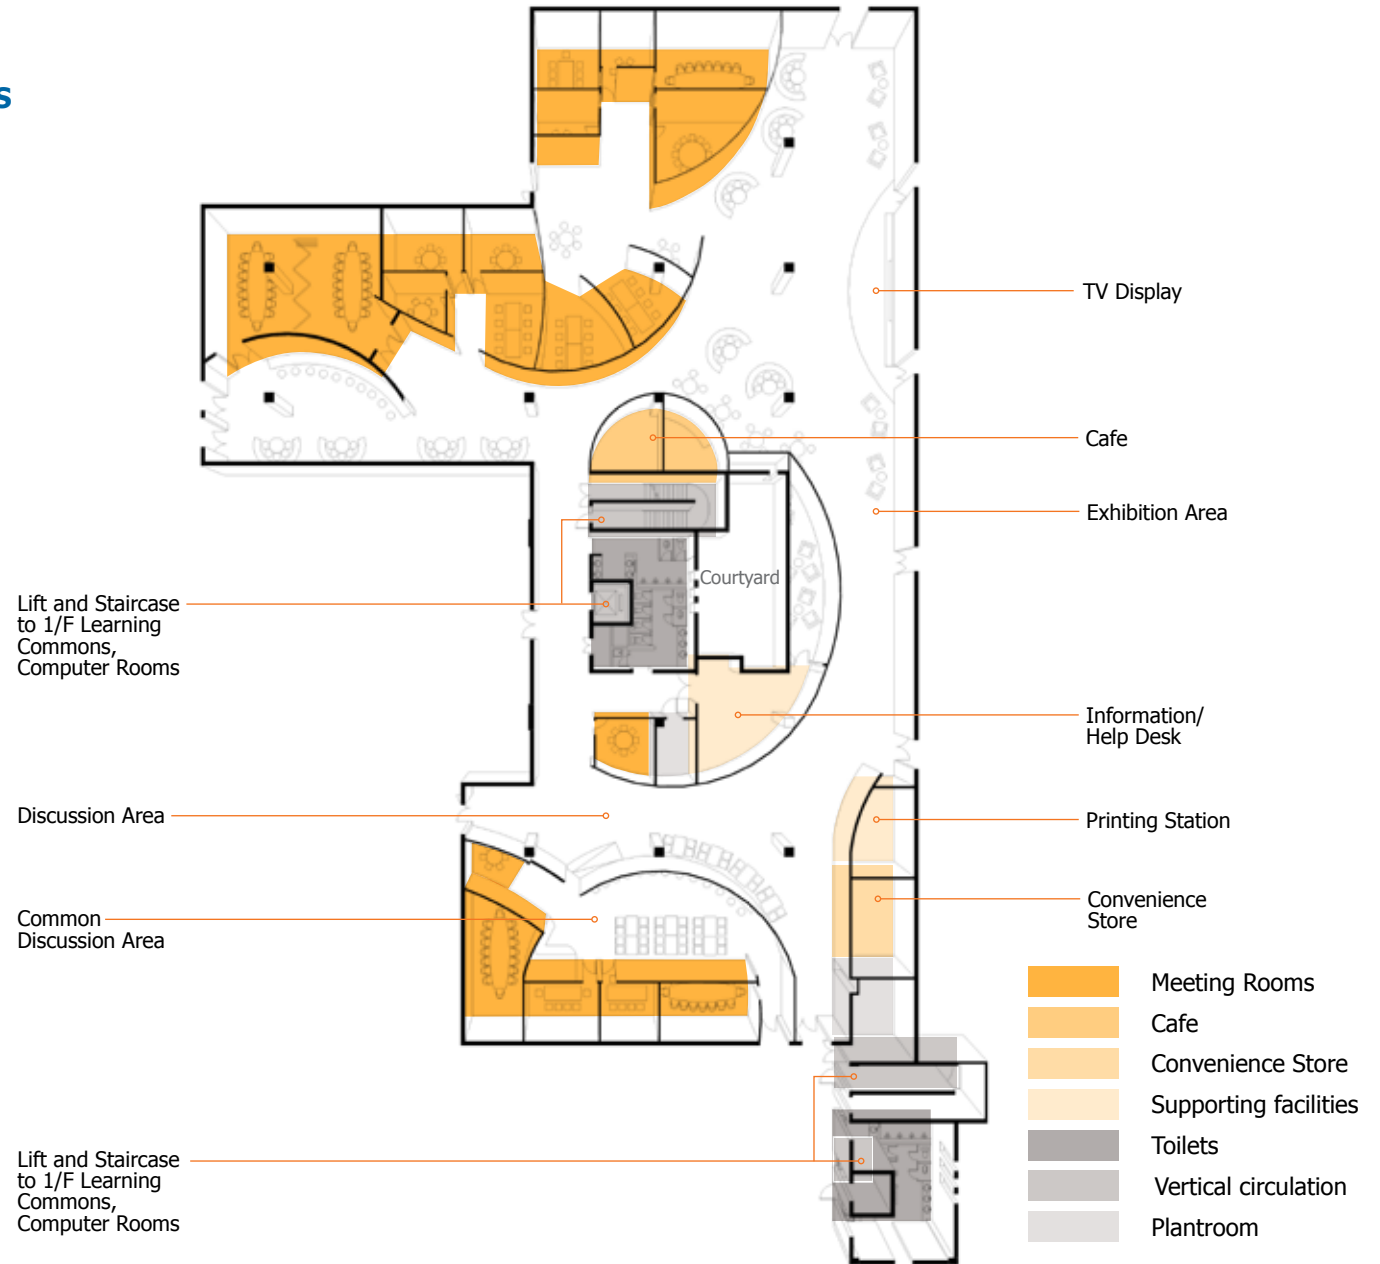 s
TV Display
Cafe
Exhibition Area
Courtyard
Lift and Staircase
to 1/F Learning
Commons,
Computer Rooms
Information/
Help Desk
Discussion Area
Printing Station
Convenience
Store
Common
Discussion Area
Meeting Rooms
Cafe
Convenience Store
Supporting facilities
Toilets
Vertical circulation
Plantroom
Lift and Staircase
to 1/F Learning
Commons,
Computer Rooms